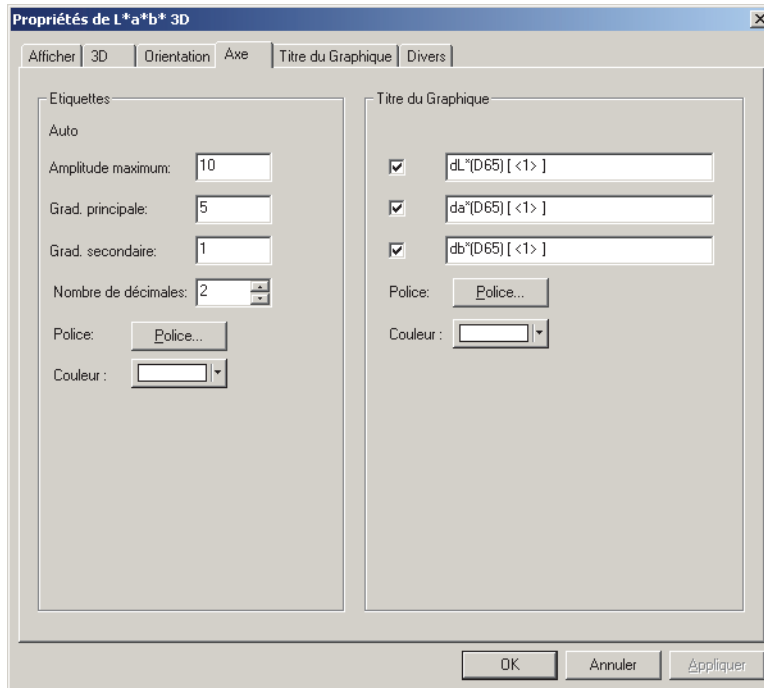 Propriétés de L*a*b* 3D
Afficher 3D Orientation Axe Titre du Graphique Divers
Etiquettes
Auto
Amplitude maximum: 10
Grad. principale: 5
Grad. secondaire: 1
Nombre de décimales: 2
Police: Police...
Couleur :
Titre du Graphique
dL*(D65) [ <1> ]
da*(D65) [ <1> ]
db*(D65) [ <1> ]
Police: Police...
Couleur :
OK Annuler Appliquer